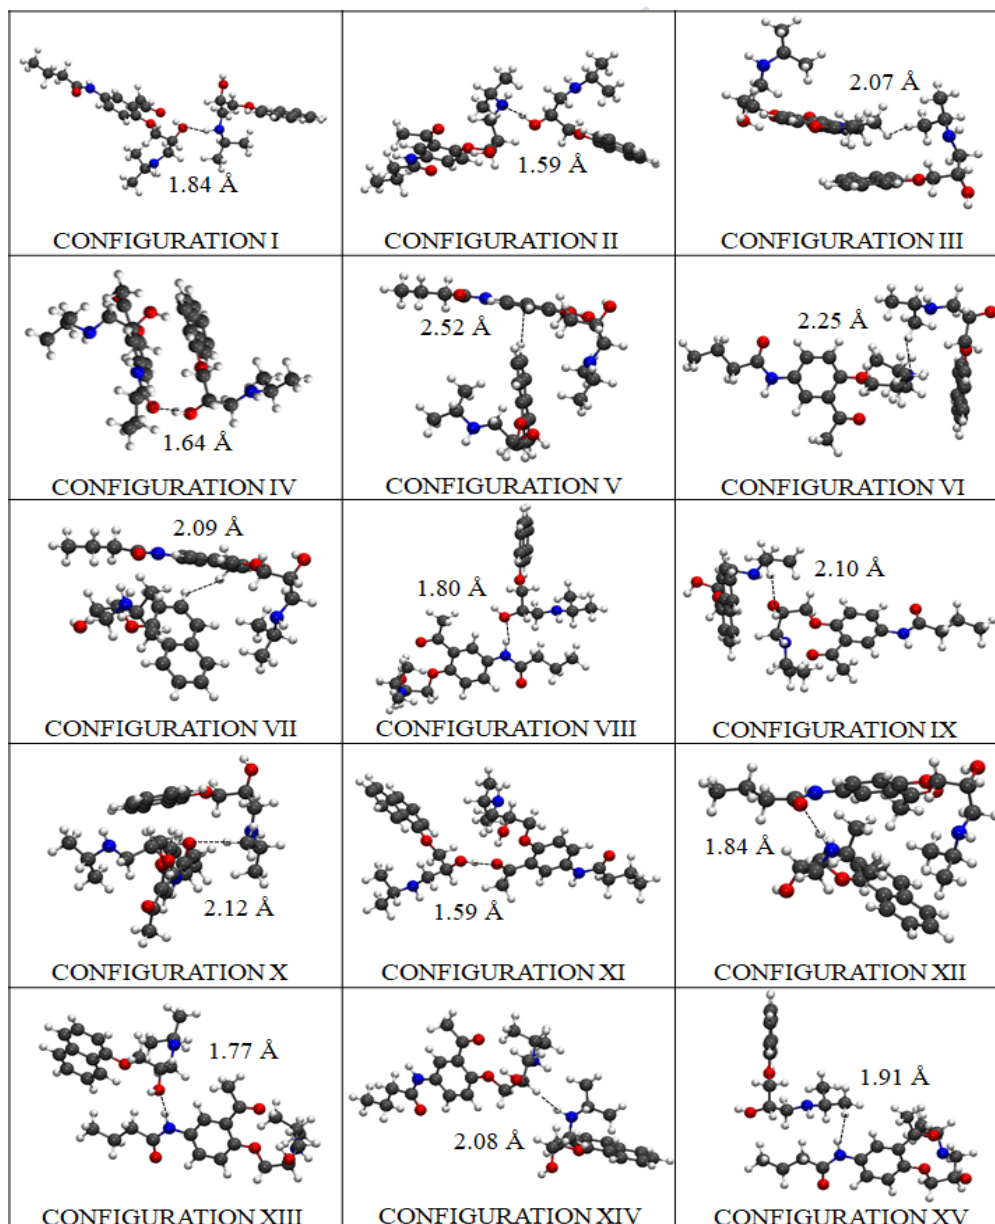 2.07 Å
1.84 Å
1.59 Å
CONFIGURATION I
CONFIGURATION II
CONFIGURATION III
2.52 Å
2.25 Å
1.64 Å
CONFIGURATION IV
CONFIGURATION V
CONFIGURATION VI
2.09 Å
1.80 Å
2.10 Å
CONFIGURATION VII
CONFIGURATION VIII
CONFIGURATION IX
2.12 Å
1.59 Å
1.84 Å
CONFIGURATION X
CONFIGURATION XI
CONFIGURATION XII
1.77 Å
2.08 Å
1.91 Å
CONFIGURATION XIII
CONFIGURATION XIV
CONFIGURATION XV